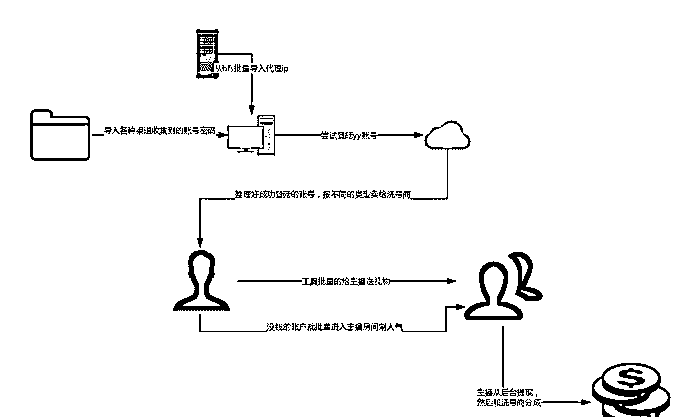 从h5批量导入代理ip
导入各种渠道收集到的账号密码
尝试登陆yy账号
整理好成功登陆的账号，按不同的类型卖给洗号商
工具批量的给主播送礼物
没钱的账户就批量进入主播房间刷人气
主播从后台提取，
然后和洗号商分成